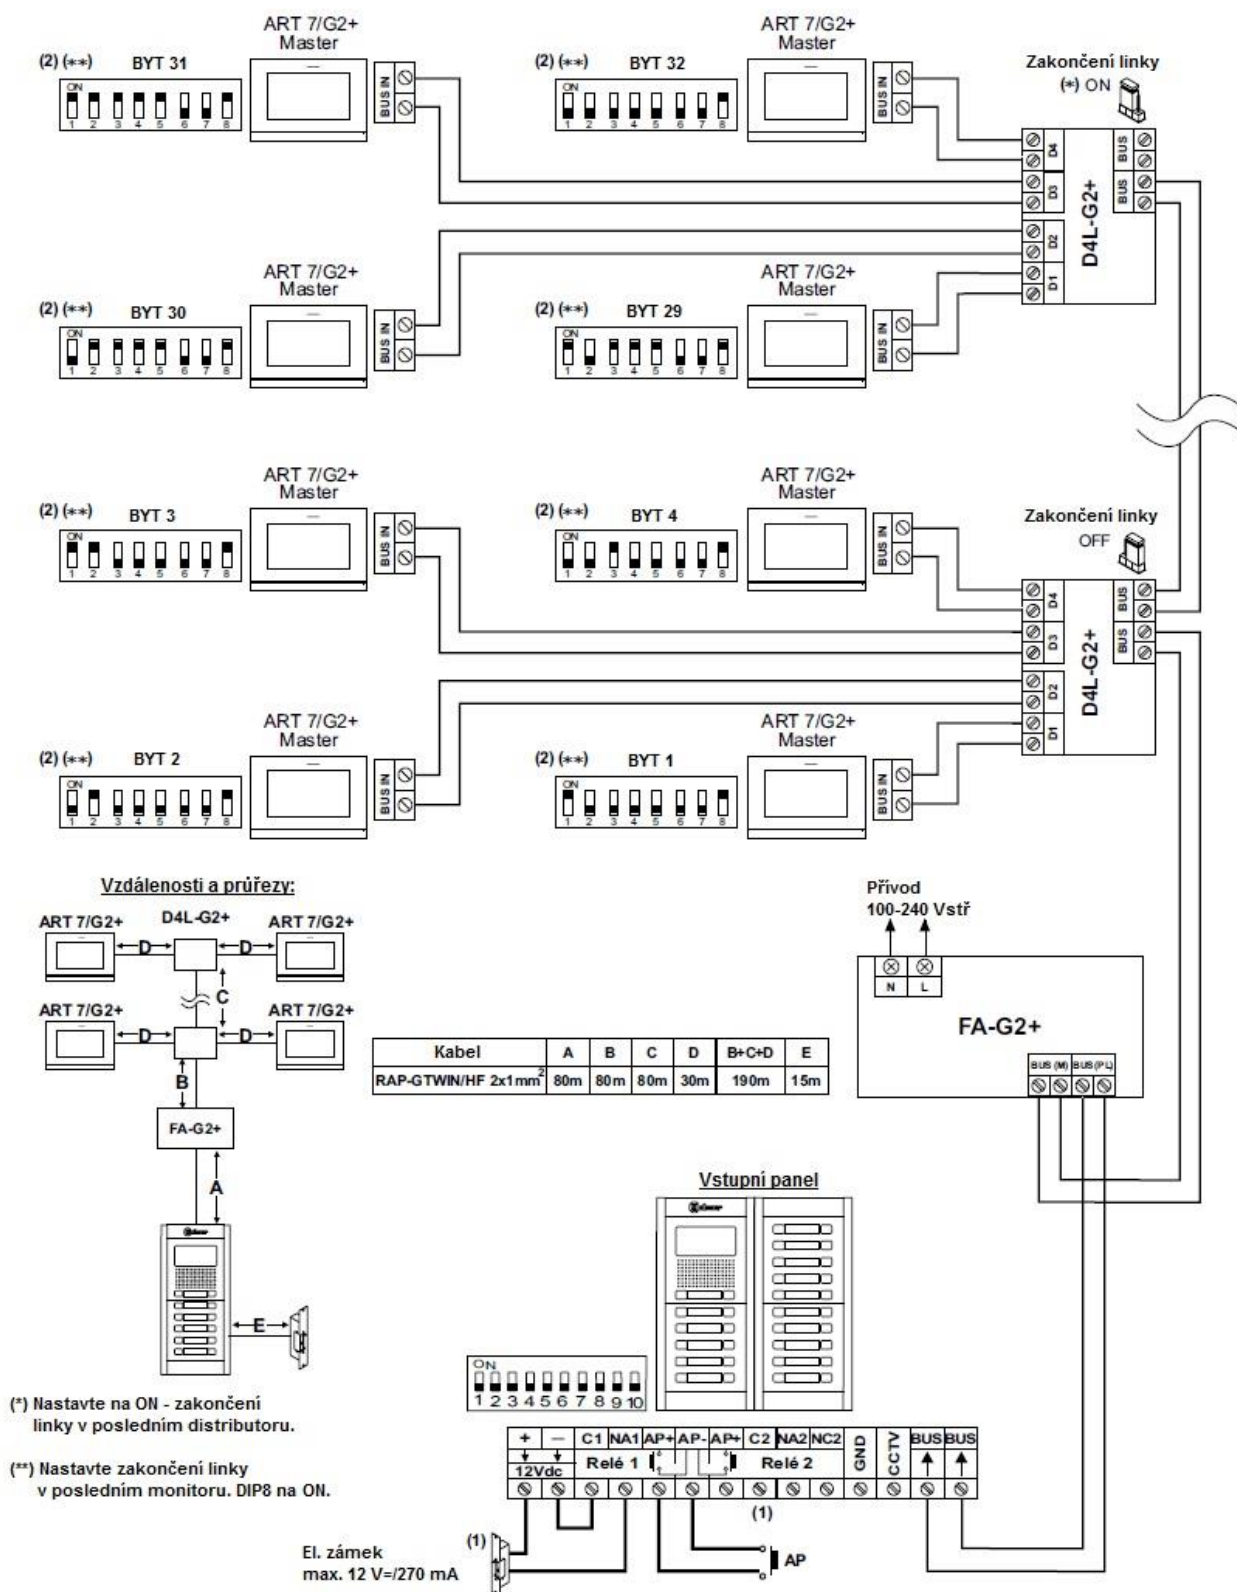 ART 7/G2+
Master
(2) (**) BYT 31
ON
1 2 3 4 5 6 7 8
BUS IN
ART 7/G2+
Master
(2) (**) BYT 32
ON
1 2 3 4 5 6 7 8
BUS IN
Zakončení linky
(*) ON
D4
D3
D2
D1
D4L-G2+
BUS
BUS
ART 7/G2+
Master
(2) (**) BYT 30
ON
1 2 3 4 5 6 7 8
BUS IN
ART 7/G2+
Master
(2) (**) BYT 29
ON
1 2 3 4 5 6 7 8
BUS IN
ART 7/G2+
Master
(2) (**) BYT 3
ON
1 2 3 4 5 6 7 8
BUS IN
ART 7/G2+
Master
(2) (**) BYT 4
ON
1 2 3 4 5 6 7 8
BUS IN
Zakončení linky
OFF
D4
D3
D2
D1
D4L-G2+
BUS
BUS
ART 7/G2+
Master
(2) (**) BYT 2
ON
1 2 3 4 5 6 7 8
BUS IN
ART 7/G2+
Master
(2) (**) BYT 1
ON
1 2 3 4 5 6 7 8
BUS IN
Vzdálenosti a průřezy:
ART 7/G2+ D4L-G2+ ART 7/G2+
D D
C
ART 7/G2+ ART 7/G2+
D D
B
FA-G2+
A
E
Kabel A B C D B+C+D E
RAP-GTWIN/HF 2x1mm² 80m 80m 80m 30m 190m 15m
Přívod
100-240 Vstř
N L
FA-G2+
BUS (M) BUS (PL)
Vstupní panel
ON
1 2 3 4 5 6 7 8 9 10
+ — C1 NA1 AP+ AP- AP+ C2 NA2 NC2 GND CCTV BUS BUS
12Vdc Relé 1 Relé 2
(1)
(1)
AP
El. zámek
max. 12 V=/270 mA
(*) Nastavte na ON - zakončení
linky v posledním distributoru.
(**) Nastavte zakončení linky
v posledním monitoru. DIP8 na ON.